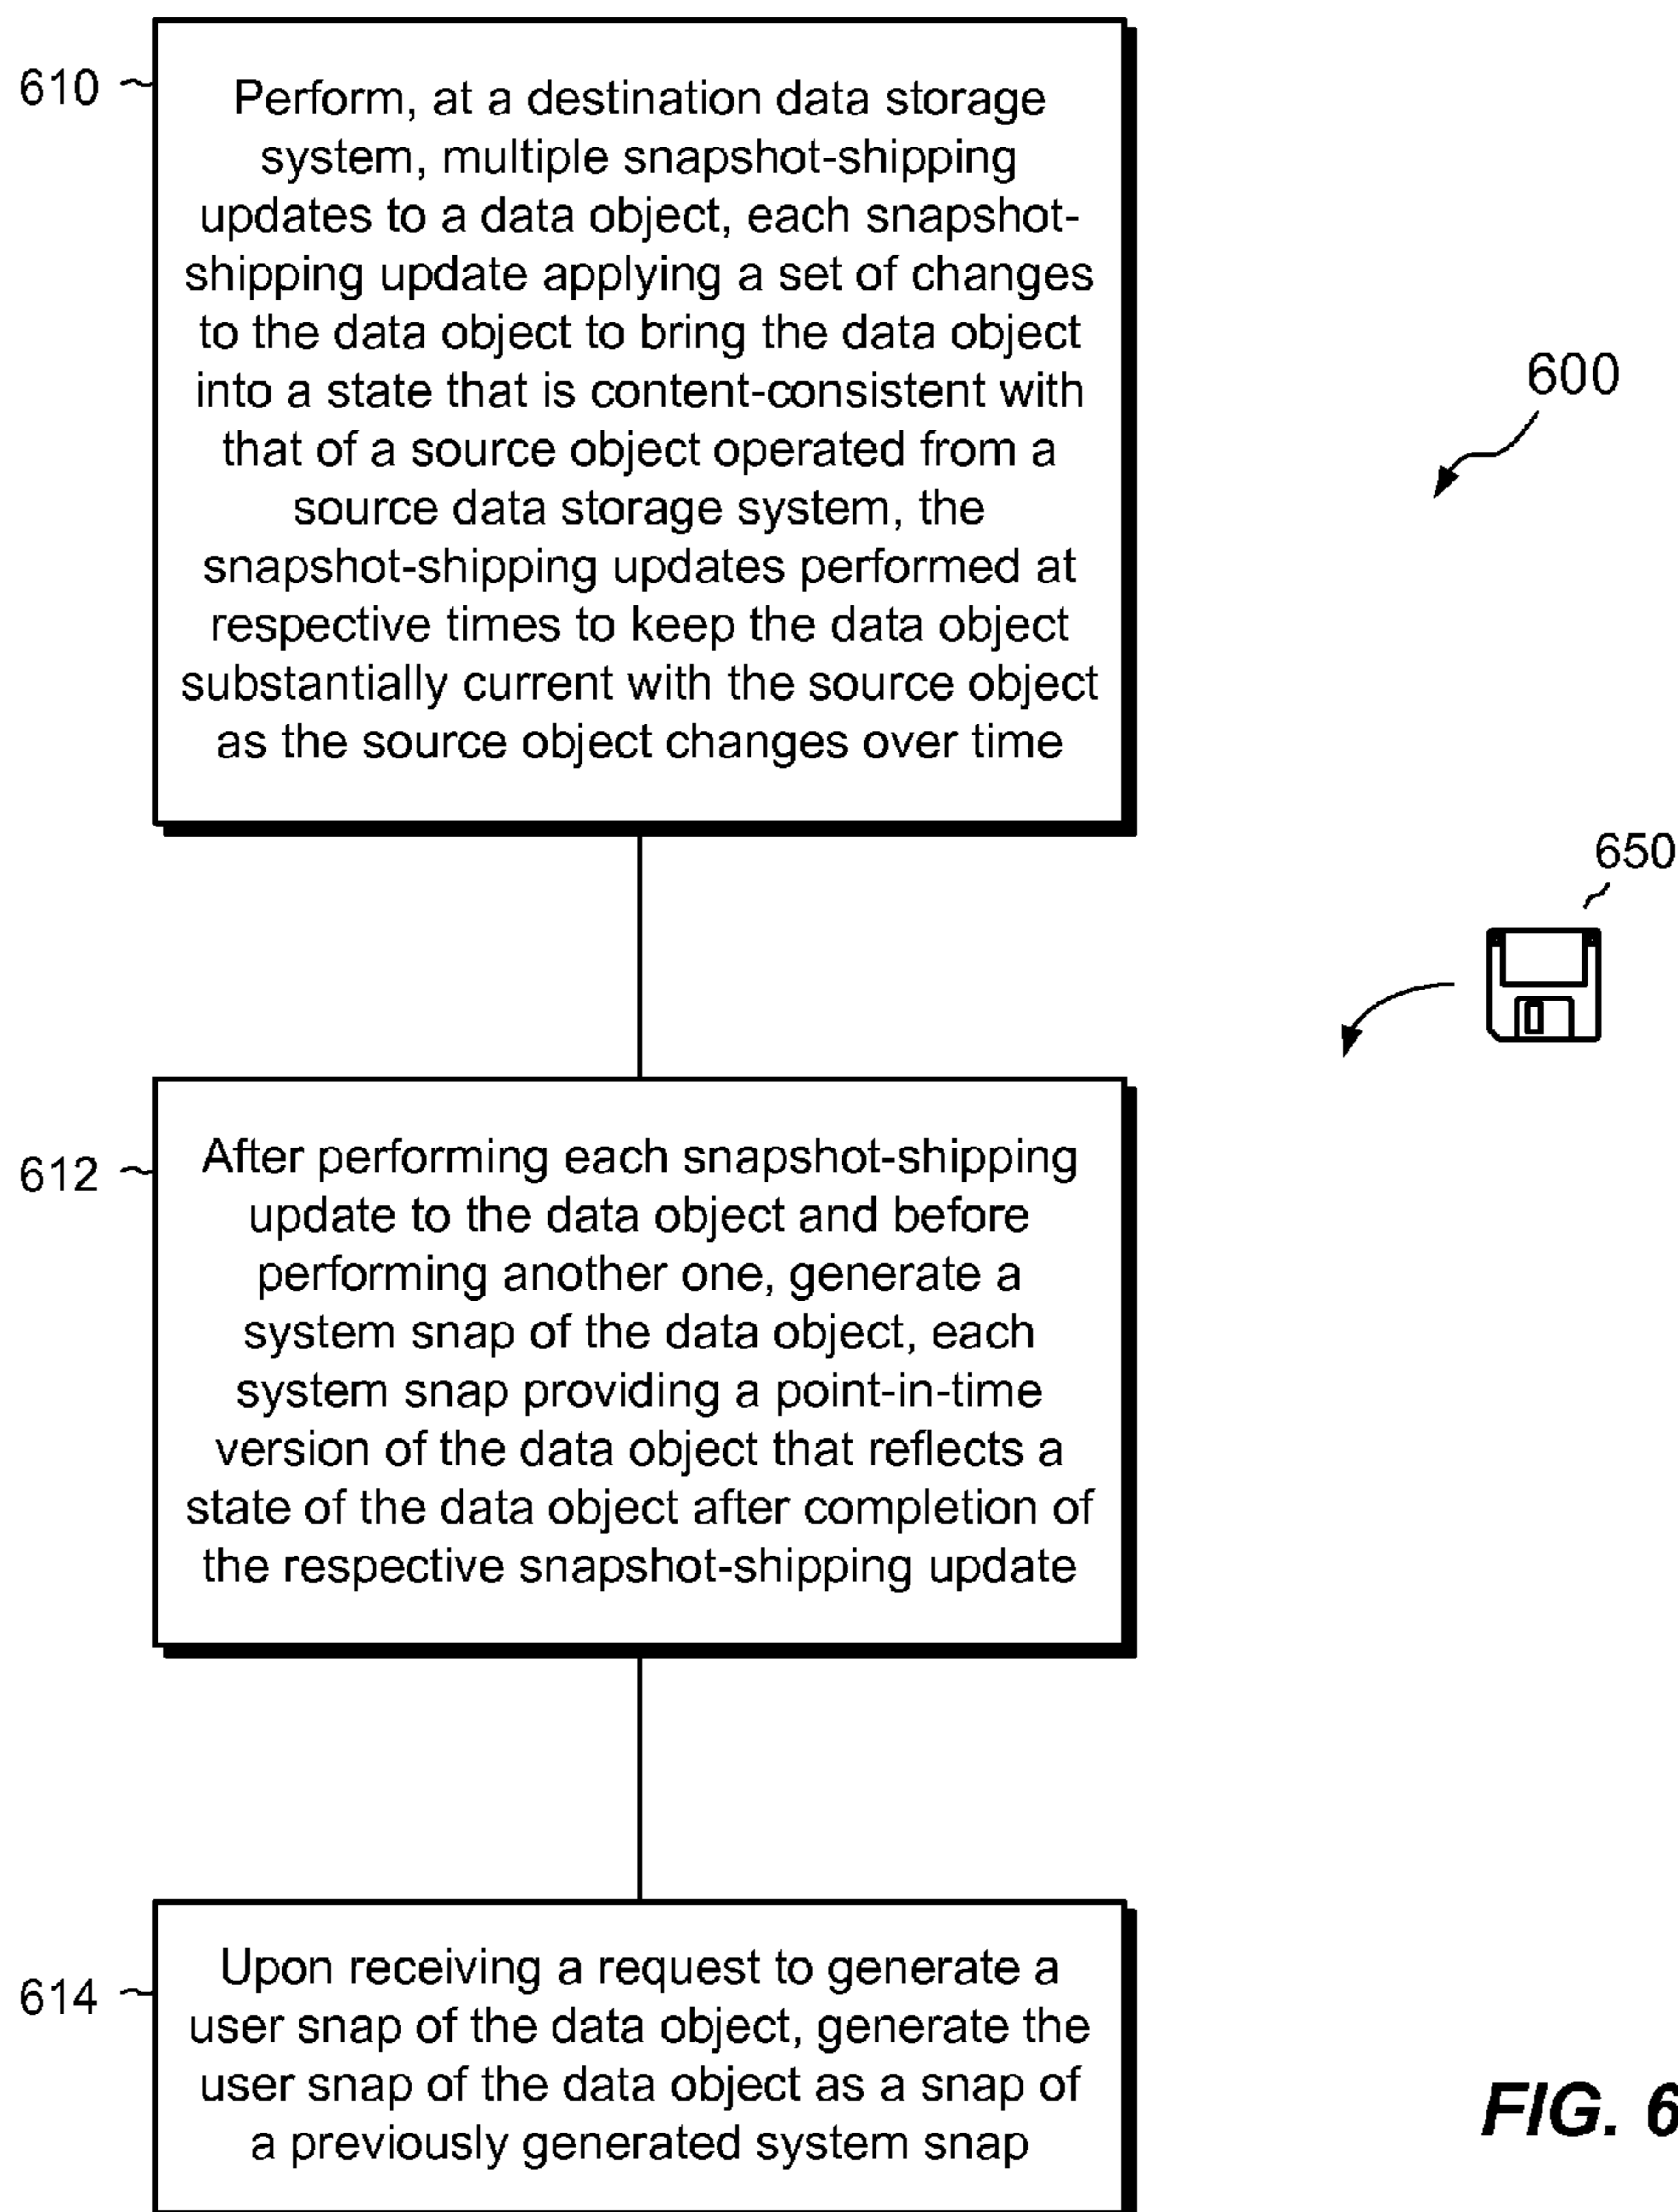 610
Perform, at a destination data storage
system, multiple snapshot-shipping
updates to a data object, each snapshot-
shipping update applying a set of changes
to the data object to bring the data object
into a state that is content-consistent with
that of a source object operated from a
source data storage system, the
snapshot-shipping updates performed at
respective times to keep the data object
substantially current with the source object
as the source object changes over time
600
650
612
After performing each snapshot-shipping
update to the data object and before
performing another one, generate a
system snap of the data object, each
system snap providing a point-in-time
version of the data object that reflects a
state of the data object after completion of
the respective snapshot-shipping update
614
Upon receiving a request to generate a
user snap of the data object, generate the
user snap of the data object as a snap of
a previously generated system snap
FIG. 6